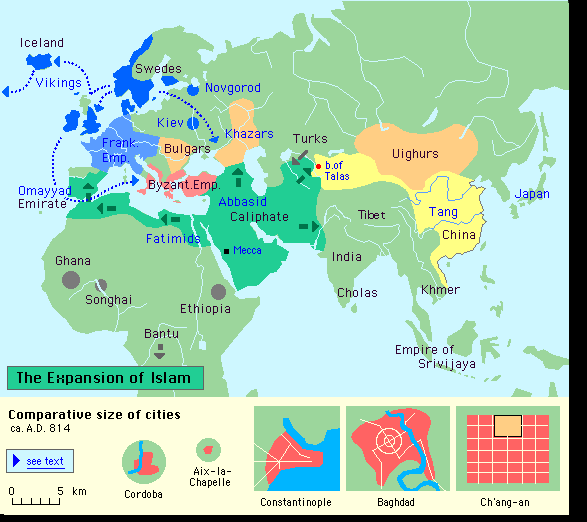 Iceland
Vikings
Swedes
Novgorod
Kiev
Khazars
Frank.
Emp.
Bulgars
Turks
Uighurs
b.of
Talas
Omayyad
Emirate
Byzant.Emp.
Abbasid
Caliphate
Tibet
Tang
China
Japan
Fatimids
Mecca
Ghana
India
Songhai
Ethiopia
Cholas
Khmer
Bantu
Empire of
Srivijaya
The Expansion of Islam
Comparative size of cities
ca. A.D. 814
see text
0 5 km
Cordoba
Aix-la-
Chapelle
Constantinople
Baghdad
Ch'ang-an